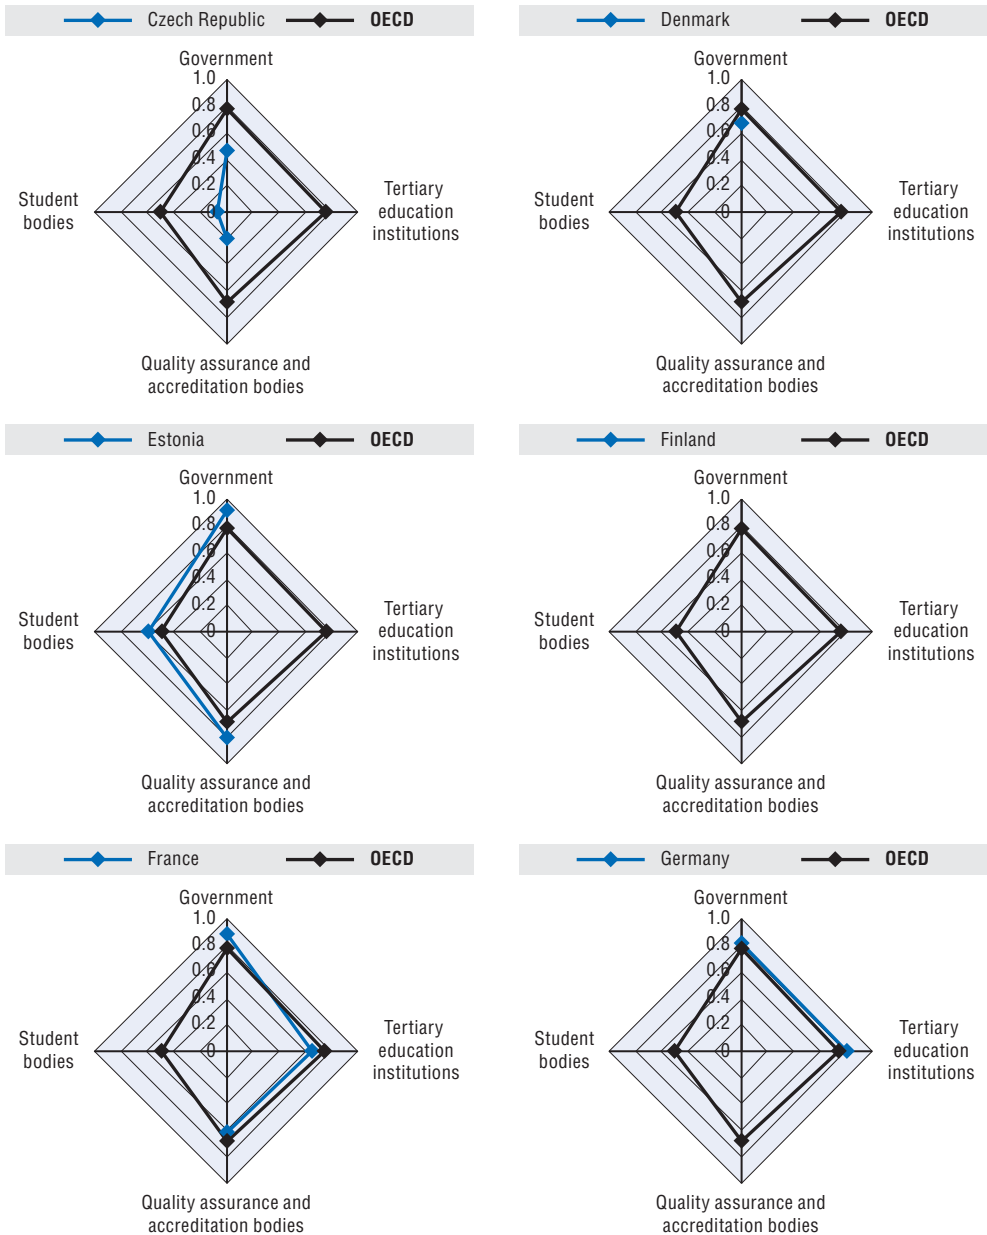 Czech Republic OECD
Government
1.0
0.8
0.6
0.4
0.2
0
Student
bodies
Tertiary
education
institutions
Quality assurance and
accreditation bodies
Denmark OECD
Government
1.0
0.8
0.6
0.4
0.2
0
Student
bodies
Tertiary
education
institutions
Quality assurance and
accreditation bodies
Estonia OECD
Government
1.0
0.8
0.6
0.4
0.2
0
Student
bodies
Tertiary
education
institutions
Quality assurance and
accreditation bodies
Finland OECD
Government
1.0
0.8
0.6
0.4
0.2
0
Student
bodies
Tertiary
education
institutions
Quality assurance and
accreditation bodies
France OECD
Government
1.0
0.8
0.6
0.4
0.2
0
Student
bodies
Tertiary
education
institutions
Quality assurance and
accreditation bodies
Germany OECD
Government
1.0
0.8
0.6
0.4
0.2
0
Student
bodies
Tertiary
education
institutions
Quality assurance and
accreditation bodies